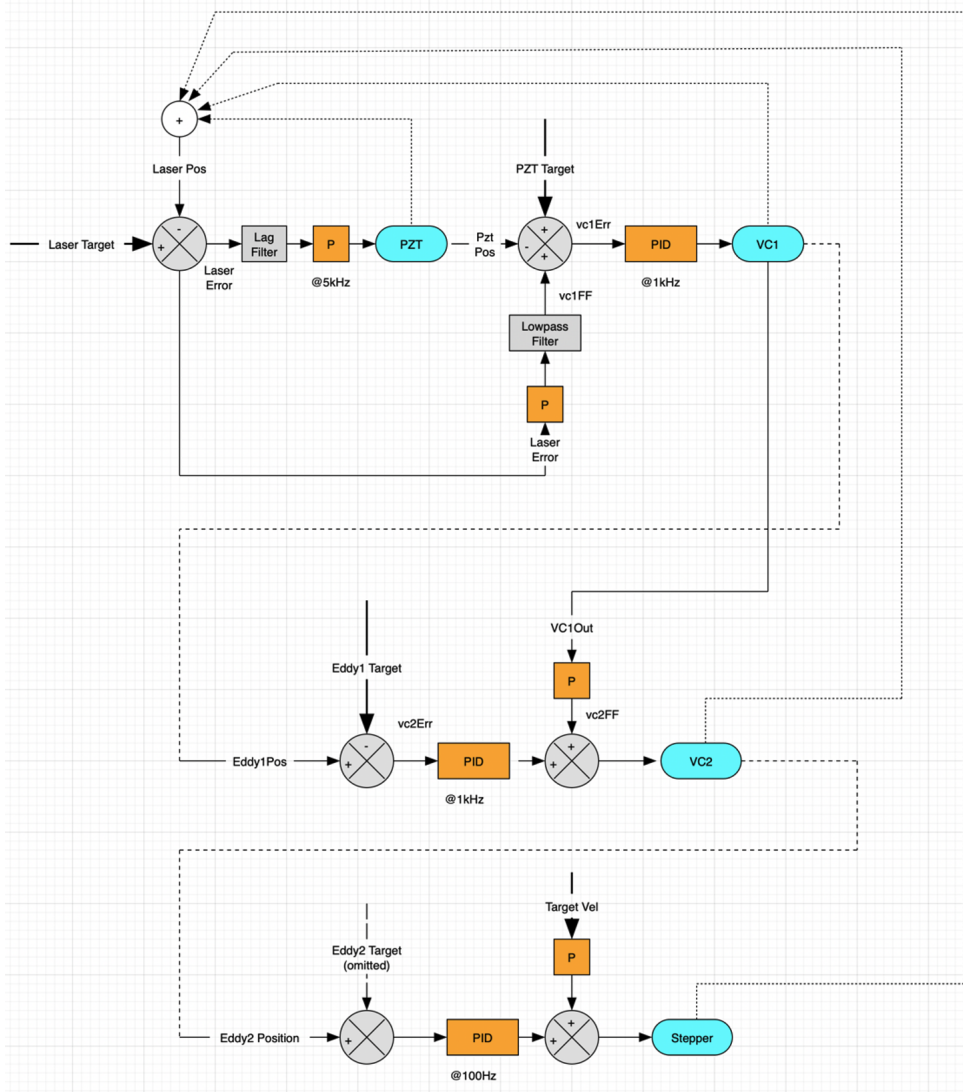 +
Laser Pos
PZT Target
-
+
Laser Target
+
Lag
Filter
P
PZT
Pzt
Pos
-
+
vc1Err
PID
VC1
Laser
Error
@5kHz
@1kHz
vc1FF
Lowpass
Filter
P
Laser
Error
VC1Out
Eddy1 Target
P
vc2Err
vc2FF
-
+
Eddy1Pos
+
PID
+
VC2
@1kHz
Target Vel
Eddy2 Target
(omitted)
P
+
Eddy2 Position
+
PID
+
Stepper
@100Hz